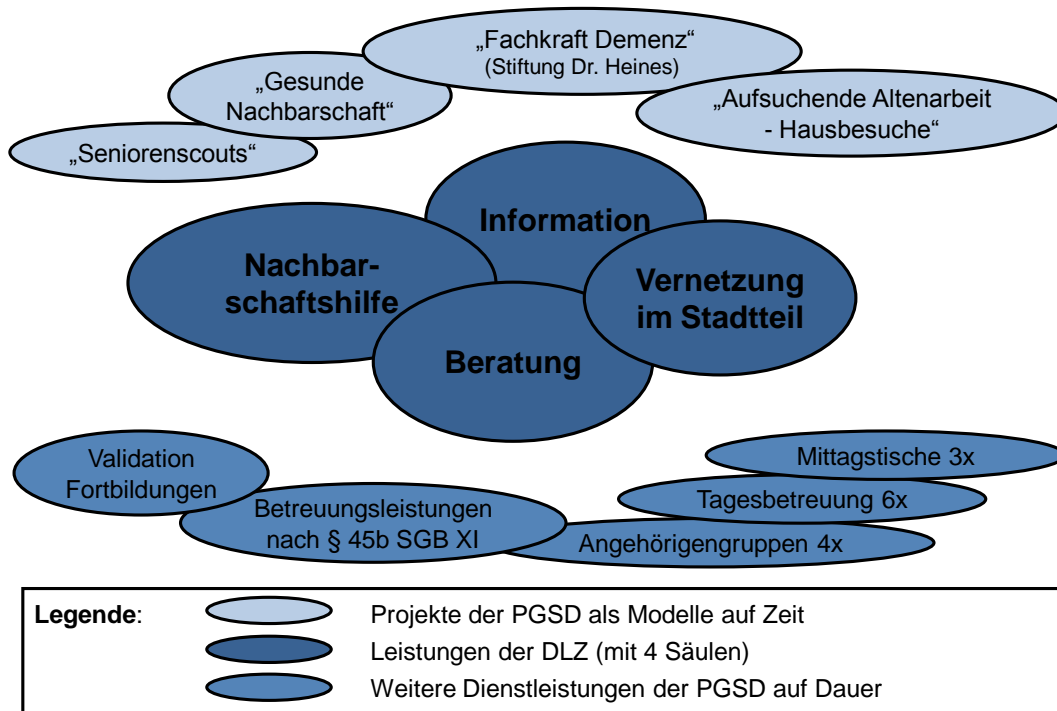 „Fachkraft Demenz“
(Stiftung Dr. Heines)
„Gesunde
Nachbarschaft“
„Aufsuchende Altenarbeit
- Hausbesuche“
„Seniorenscouts“
Information
Nachbar-
schaftshilfe
Vernetzung
im Stadtteil
Beratung
Validation
Fortbildungen
Mittagstische 3x
Tagesbetreuung 6x
Betreuungsleistungen
nach § 45b SGB XI
Angehörigengruppen 4x
Legende: Projekte der PGSD als Modelle auf Zeit
Leistungen der DLZ (mit 4 Säulen)
Weitere Dienstleistungen der PGSD auf Dauer